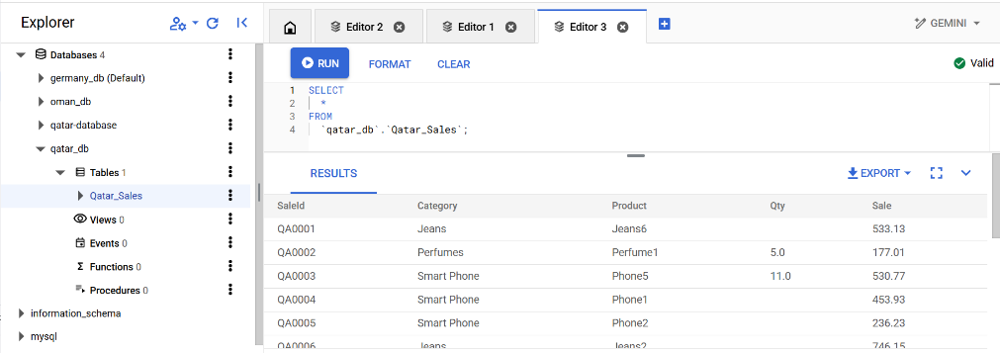 Explorer
Databases 4
germany_db (Default)
oman_db
qatar-database
qatar_db
Tables 1
Qatar_Sales
Views 0
Events 0
Functions 0
Procedures 0
information_schema
mysql
Editor 2
Editor 1
Editor 3
GEMINI
RUN
FORMAT
CLEAR
Valid
1 SELECT
2 *
3 FROM
4 `qatar_db`.`Qatar_Sales`;
RESULTS
EXPORT
SaleId Category Product Qty Sale
QA0001 Jeans Jeans6 533.13
QA0002 Perfumes Perfume1 5.0 177.01
QA0003 Smart Phone Phone5 11.0 530.77
QA0004 Smart Phone Phone1 453.93
QA0005 Smart Phone Phone2 236.23
QA0006 Jeans Jeans2 746.15